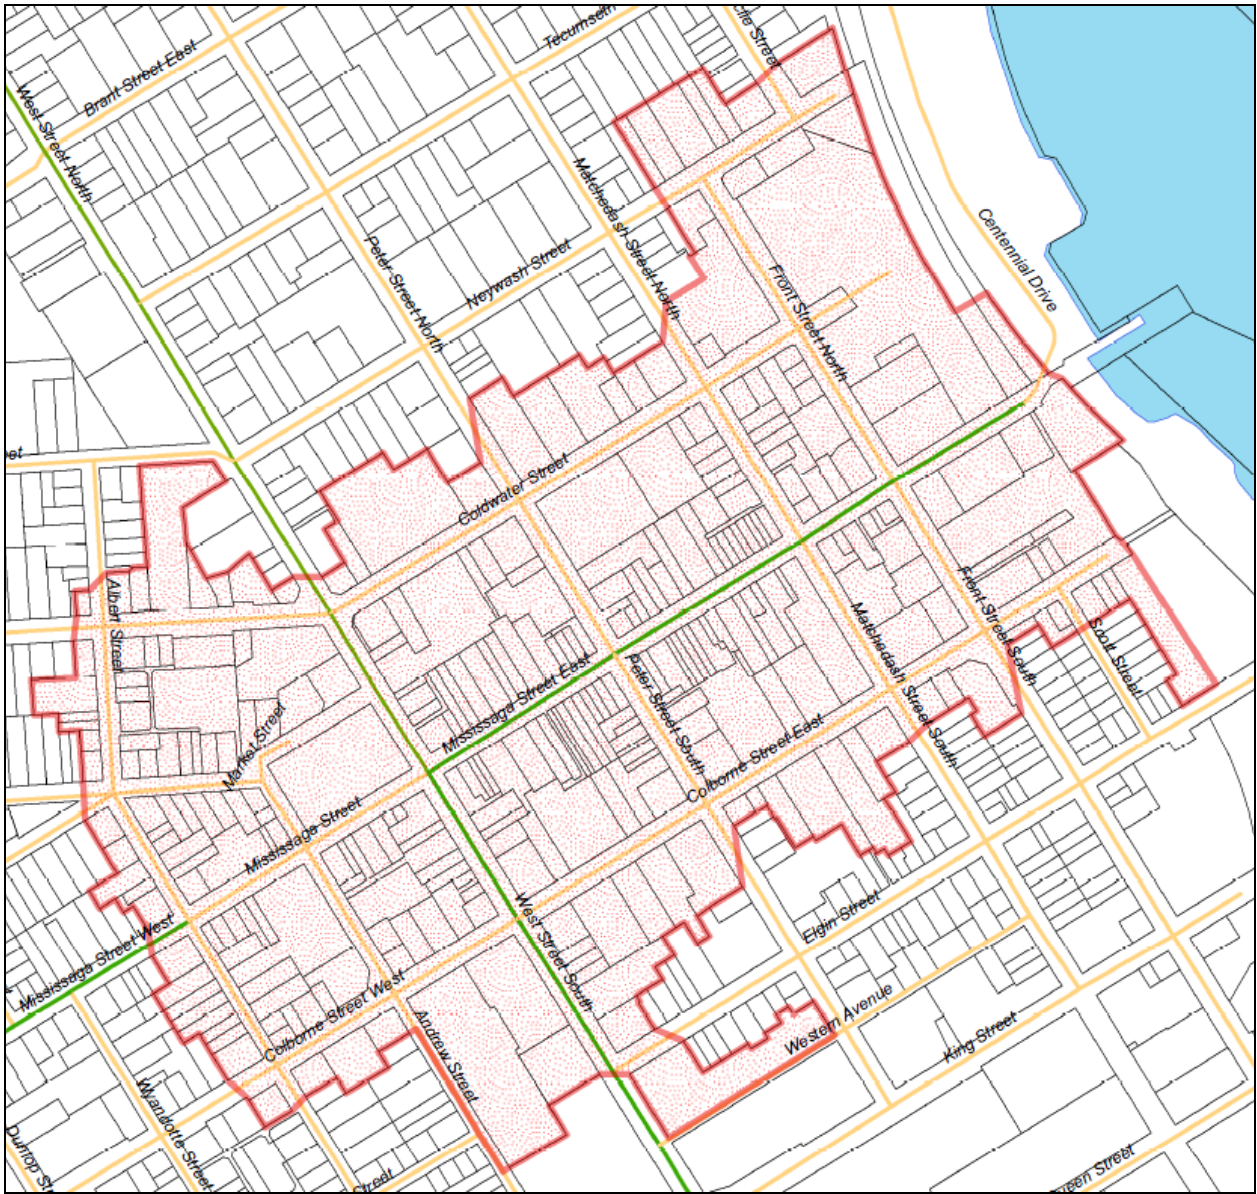 Tecumseth
Brant Street East
West Street North
Matchedash Street North
Peter Street North
Neywash Street
Centennial Drive
Front Street North
Coldwater Street
Albert Street
Front Street South
Scott Street
Matchedash Street South
Mississaga Street East
Peter Street South
Market Street
Colborne Street East
Mississaga Street
West Street South
Elgin Street
Mississaga Street West
Colborne Street West
Western Avenue
Andrew Street
King Street
Wyandotte Street
Street